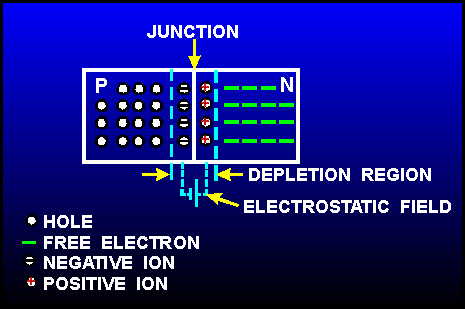 JUNCTION
P
N
DEPLETION REGION
ELECTROSTATIC FIELD
HOLE
FREE ELECTRON
NEGATIVE ION
POSITIVE ION